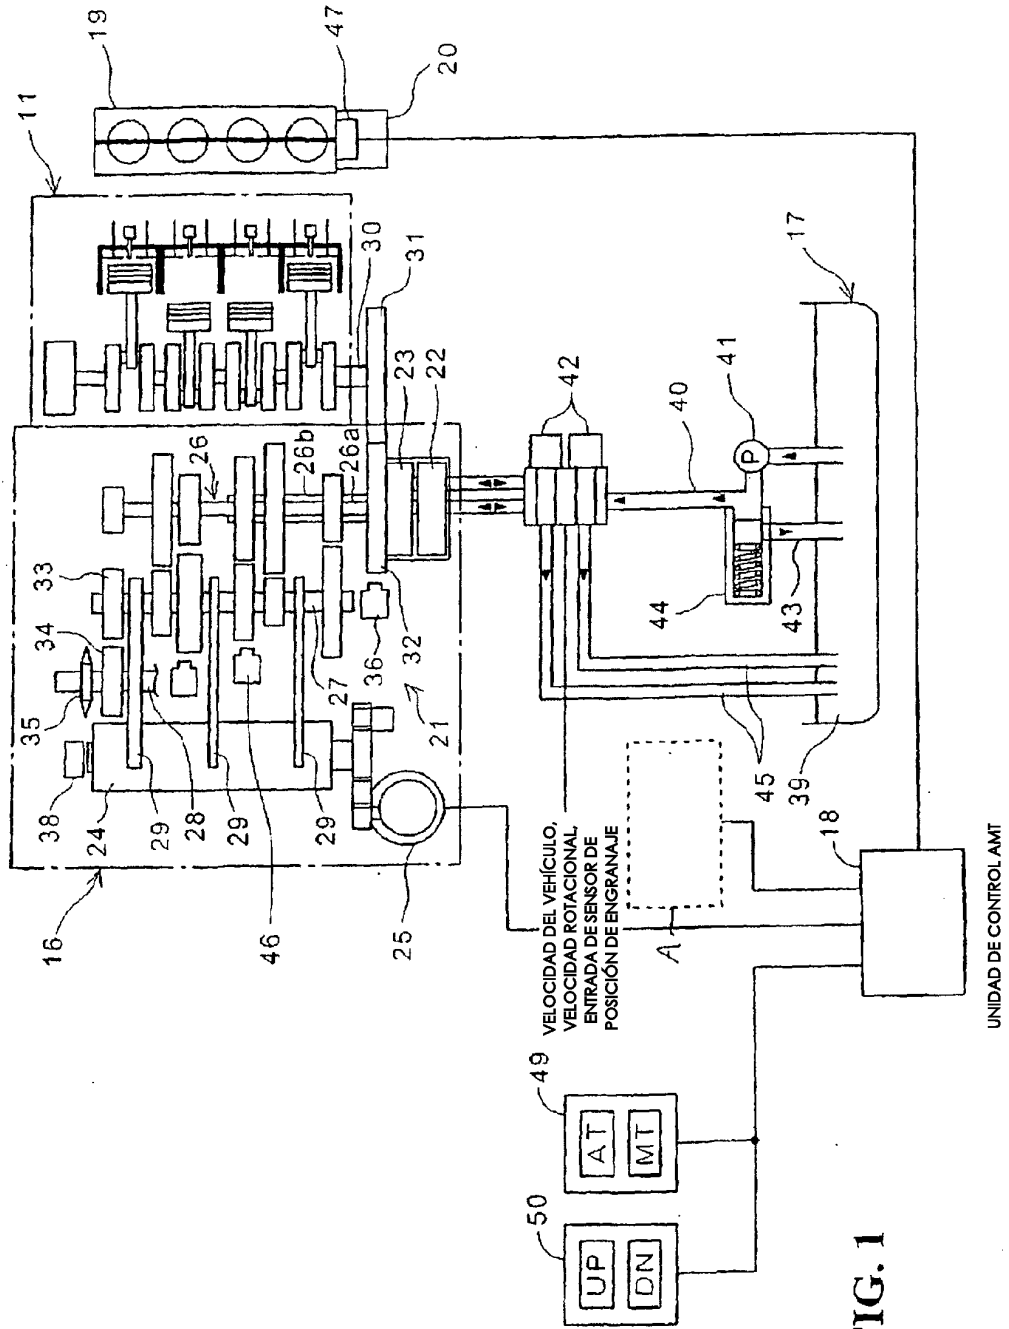 19
47
20
11
30
31
23
22
26
26b
26a
33
34
35
36
32
27
21
38
24
29
28
29
46
29
25
16
42
40
41
P
17
44
43
45
39
18
VELOCIDAD DEL VEHÍCULO,
VELOCIDAD ROTACIONAL,
ENTRADA DE SENSOR DE
POSICIÓN DE ENGRANAJE
A
UNIDAD DE CONTROL AMT
49
AT
MT
50
UP
DN
FIG. 1